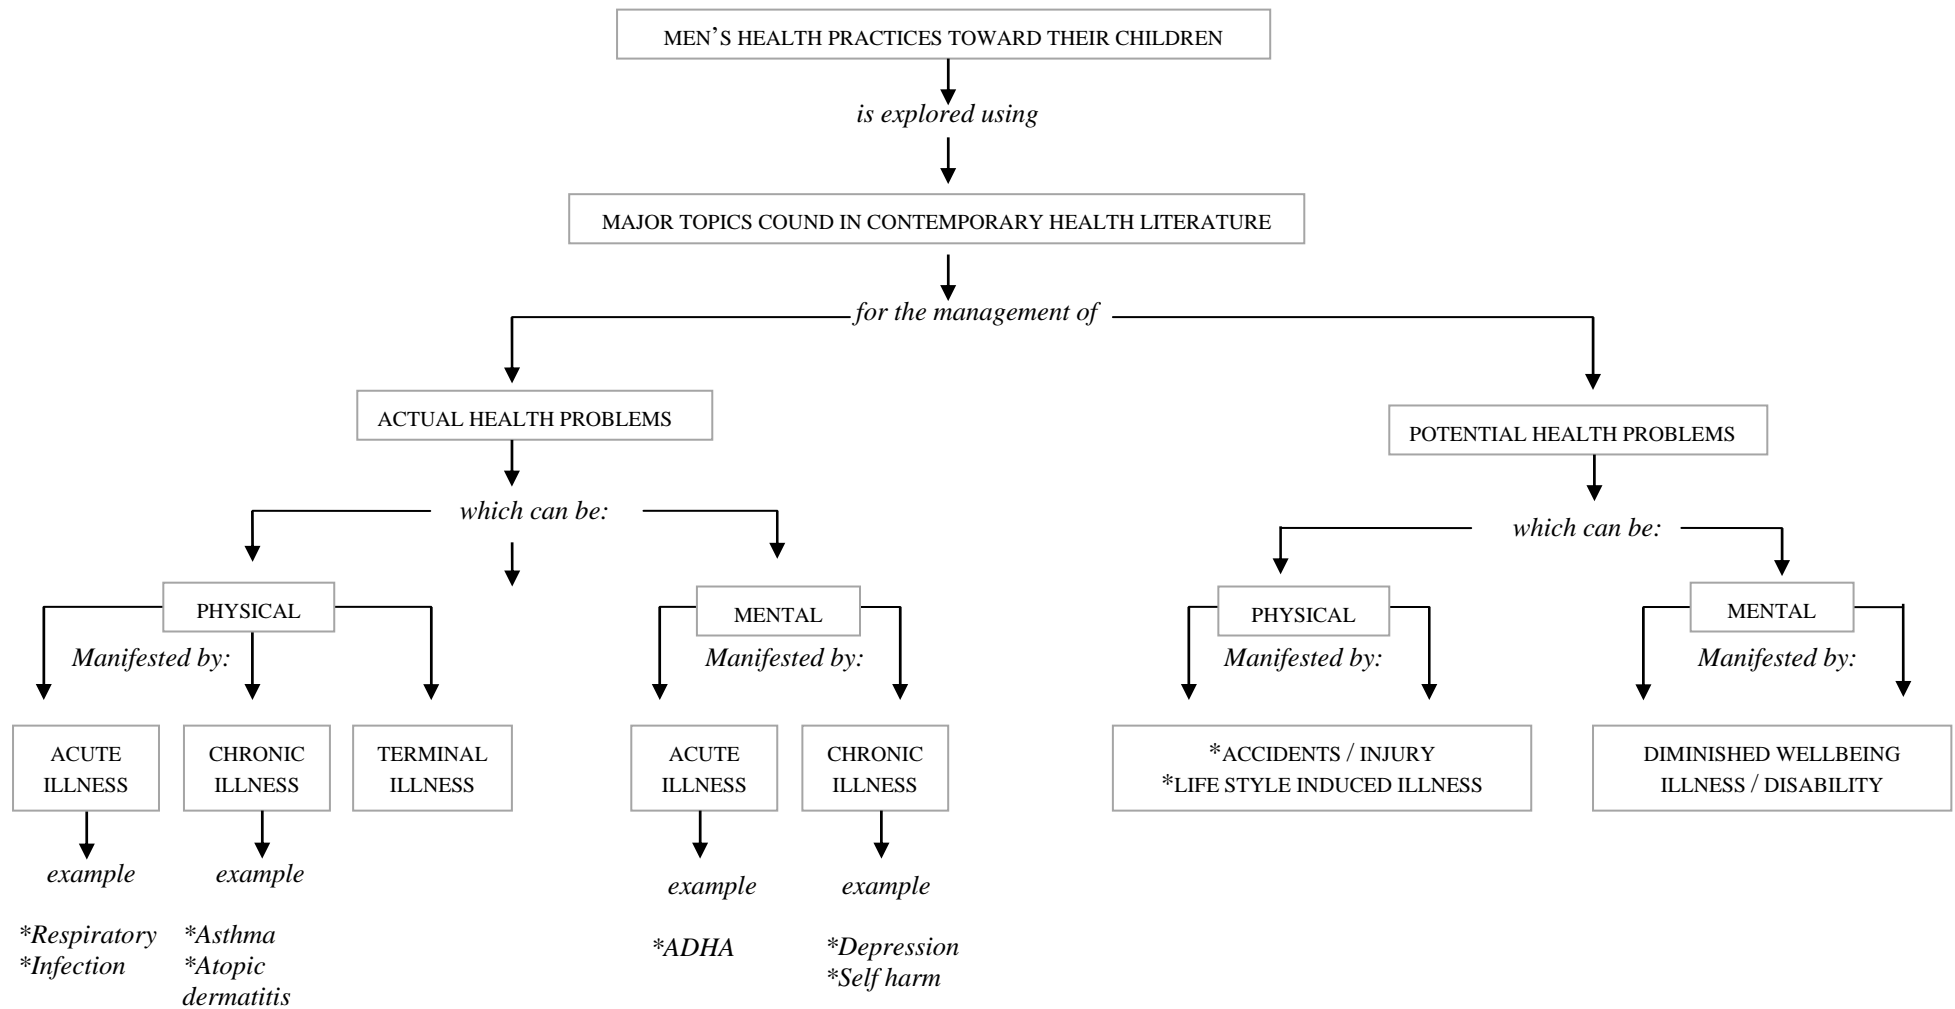 MEN’S HEALTH PRACTICES TOWARD THEIR CHILDREN
is explored using
MAJOR TOPICS COUND IN CONTEMPORARY HEALTH LITERATURE
for the management of
ACTUAL HEALTH PROBLEMS
POTENTIAL HEALTH PROBLEMS
which can be:
which can be:
PHYSICAL
MENTAL
PHYSICAL
MENTAL
Manifested by:
Manifested by:
Manifested by:
Manifested by:
ACUTE
ILLNESS
CHRONIC
ILLNESS
TERMINAL
ILLNESS
ACUTE
ILLNESS
CHRONIC
ILLNESS
*ACCIDENTS / INJURY
*LIFE STYLE INDUCED ILLNESS
DIMINISHED WELLBEING
ILLNESS / DISABILITY
example
example
example
example
*Respiratory
*Infection
*Asthma
*Atopic
dermatitis
*ADHA
*Depression
*Self harm